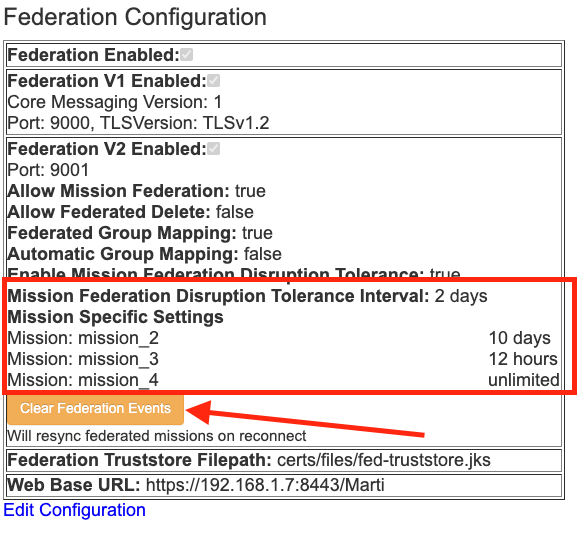 Federation Configuration
Federation Enabled:
Federation V1 Enabled:
Core Messaging Version: 1
Port: 9000, TLSVersion: TLSv1.2
Federation V2 Enabled:
Port: 9001
Allow Mission Federation: true
Allow Federated Delete: false
Federated Group Mapping: true
Automatic Group Mapping: false
Enable Mission Federation Disruption Tolerance: true
Mission Federation Disruption Tolerance Interval: 2 days
Mission Specific Settings
Mission: mission_2 10 days
Mission: mission_3 12 hours
Mission: mission_4 unlimited
Clear Federation Events
Will resync federated missions on reconnect
Federation Truststore Filepath: certs/files/fed-truststore.jks
Web Base URL: https://192.168.1.7:8443/Marti
Edit Configuration